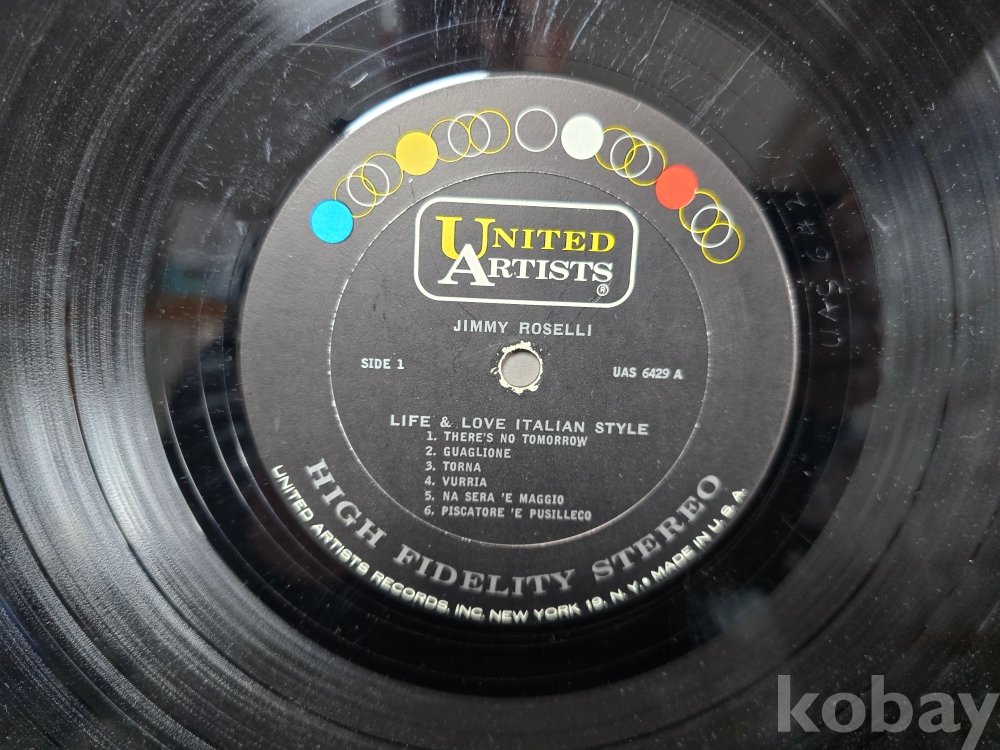 UNITED
ARTISTS
®
JIMMY ROSELLI
SIDE 1
UAS 6429 A
LIFE & LOVE ITALIAN STYLE
1. THERE'S NO TOMORROW
2. GUAGLIONE
3. TORNA
4. VURRIA
5. NA SERA 'E MAGGIO
6. PISCATORE 'E PUSILLECO
HIGH FIDELITY STEREO
UNITED ARTISTS RECORDS, INC. NEW YORK 19, N.Y. • MADE IN U.S.A.
kobay